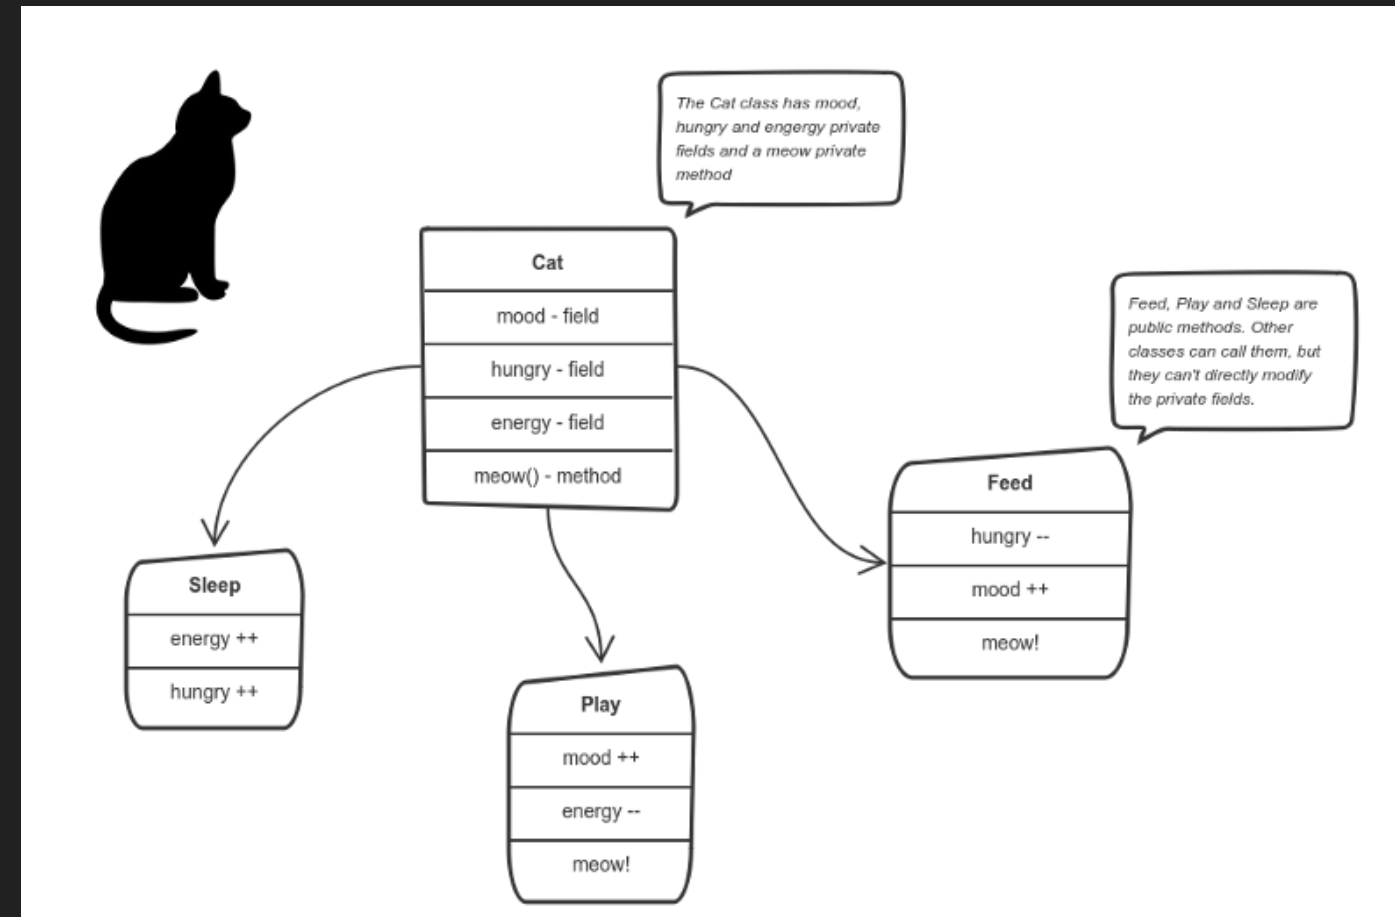 The Cat class has mood,
hungry and engergy private
fields and a meow private
method
Cat
mood - field
hungry - field
energy - field
meow() - method
Feed, Play and Sleep are
public methods. Other
classes can call them, but
they can't directly modify
the private fields.
Feed
hungry --
mood ++
meow!
Sleep
energy ++
hungry ++
Play
mood ++
energy --
meow!